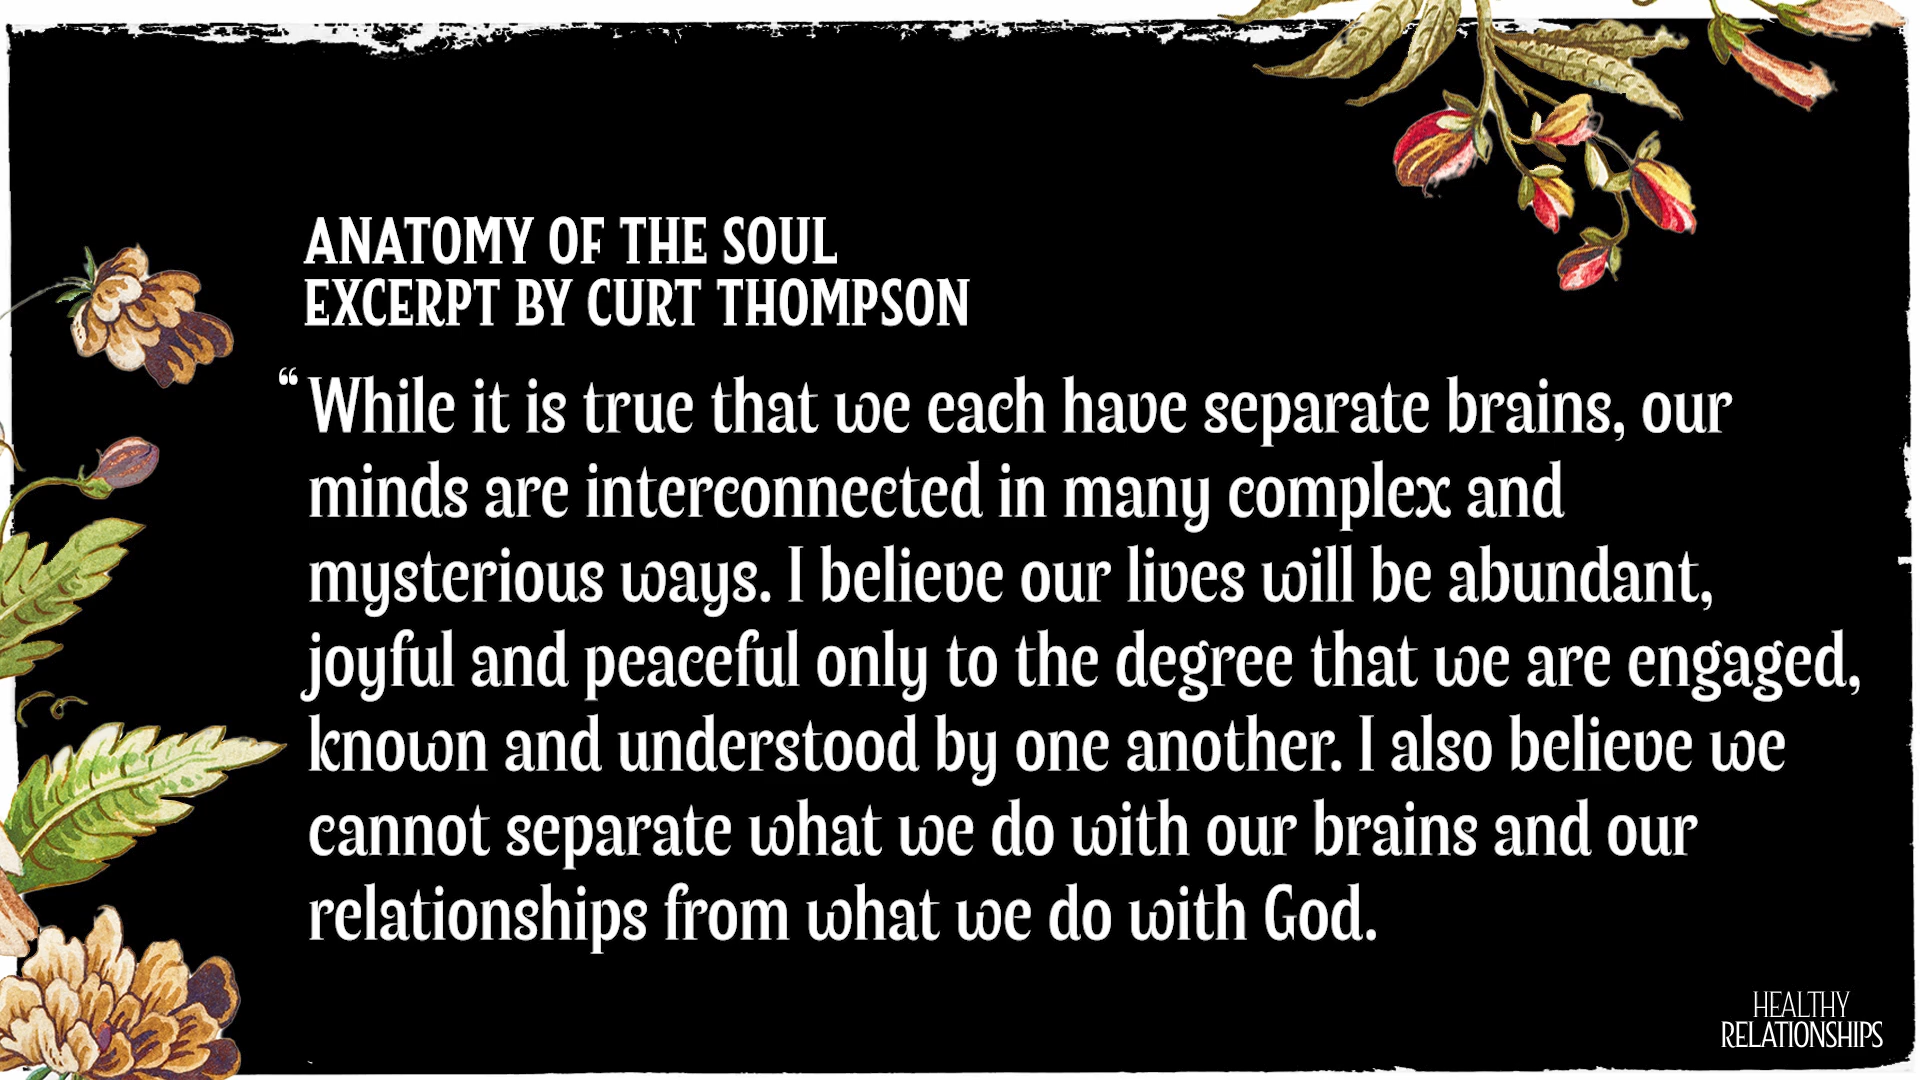 ANATOMY OF THE SOUL
EXCERPT BY CURT THOMPSON
“While it is true that we each have separate brains, our
minds are interconnected in many complex and
mysterious ways. I believe our lives will be abundant,
joyful and peaceful only to the degree that we are engaged,
known and understood by one another. I also believe we
cannot separate what we do with our brains and our
relationships from what we do with God.
HEALTHY
RELATIONSHIPS